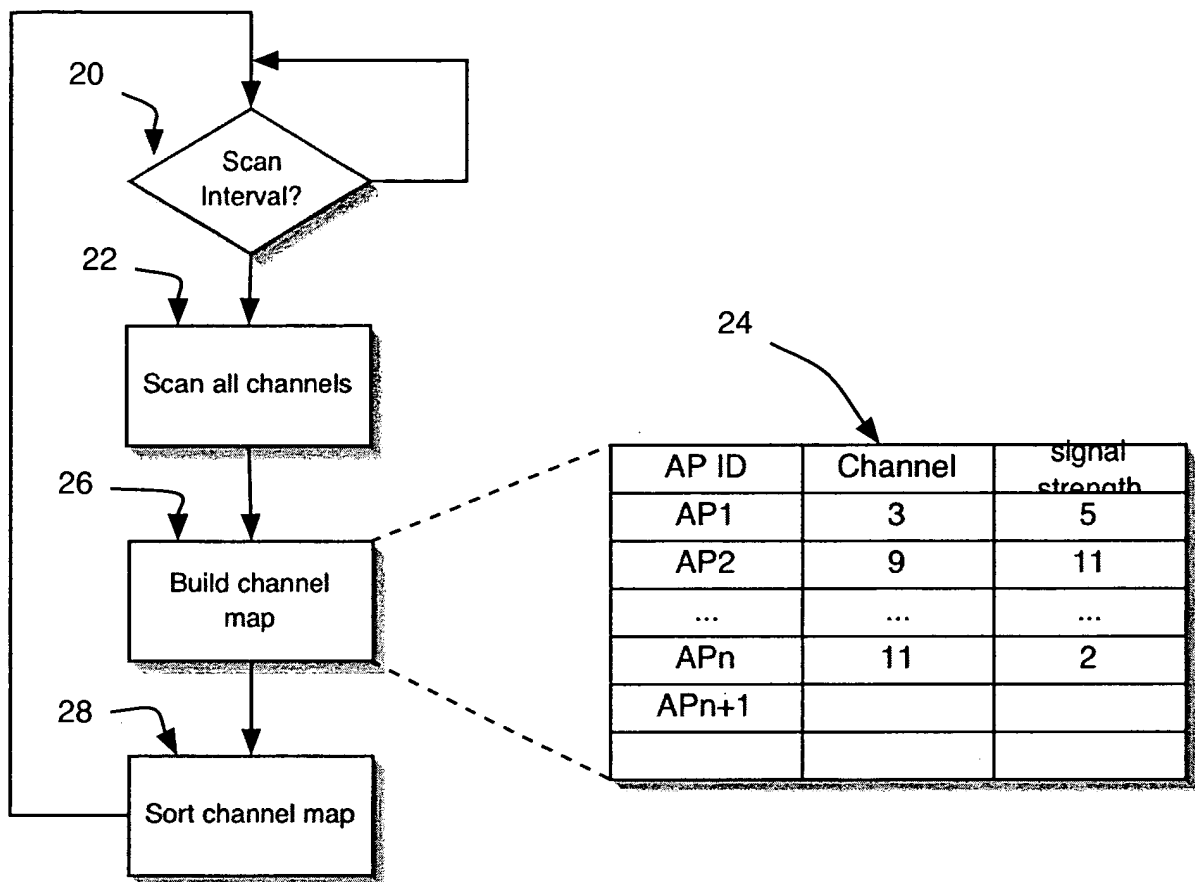 20
Scan
Interval?
22
Scan all channels
24
26
Build channel
map
AP ID Channel signal
strength
AP1 3 5
AP2 9 11
... ... ...
APn 11 2
APn+1
28
Sort channel map